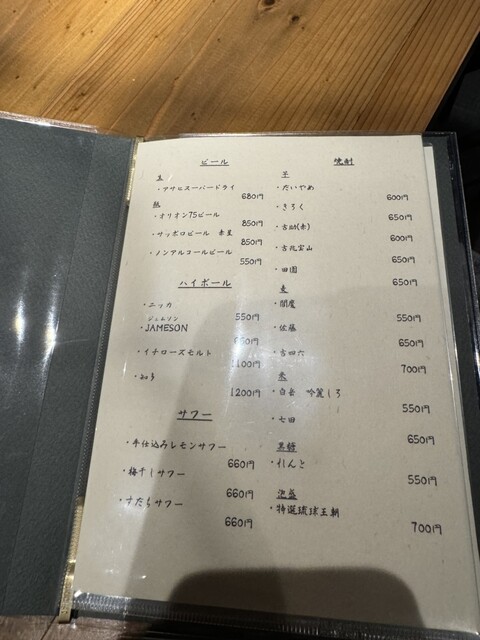 ビール
生
・アサヒスーパードライ
680円
瓶
・オリオン75ビール
850円
・サッポロビール 赤星
850円
・ノンアルコールビール
550円
ハイボール
・ニッカ
550円
ジェムソン
・JAMESON
650円
・イチローズモルト
1100円
1200円
サワー
・手仕込みレモンサワー
660円
・梅干しサワー
660円
・すだちサワー
660円
焼酎
芋
・だいやめ
600円
・きろく
650円
・吉助(赤)
600円
・吉兆宝山
650円
・田園
650円
麦
・閻魔
550円
・佐藤
650円
・吉四六
700円
米
・白岳 吟麗しろ
550円
・七田
650円
黒糖
・れんと
550円
泡盛
・特選琉球王朝
700円